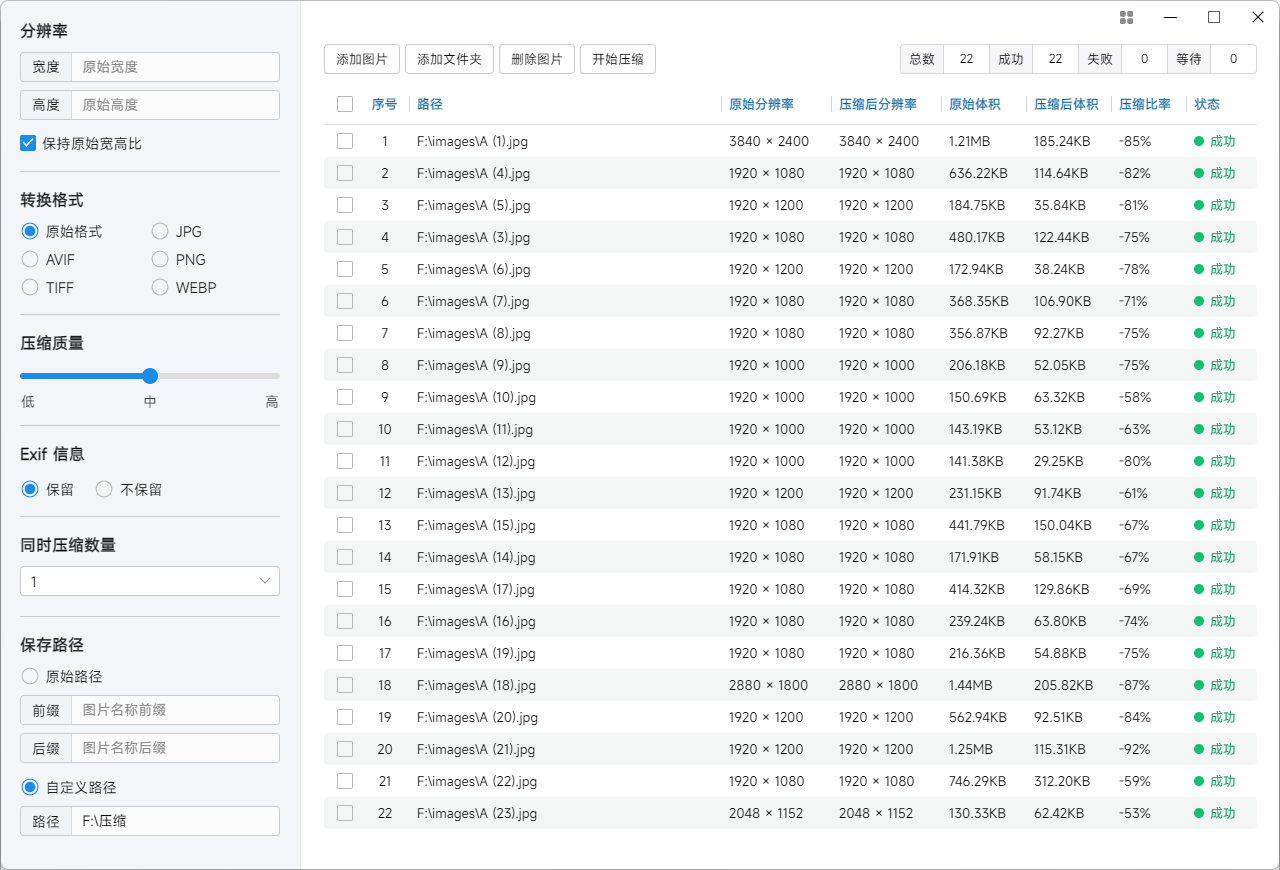 分辨率
宽度 原始宽度
高度 原始高度
保持原始宽高比
转换格式
原始格式 JPG
AVIF PNG
TIFF WEBP
压缩质量
低 中 高
Exif 信息
保留 不保留
同时压缩数量
1
保存路径
原始路径
前缀 图片名称前缀
后缀 图片名称后缀
自定义路径
路径 F:\压缩
添加图片 添加文件夹 删除图片 开始压缩 总数 22 成功 22 失败 0 等待 0
序号 路径 原始分辨率 压缩后分辨率 原始体积 压缩后体积 压缩比率 状态
1 F:\images\A (1).jpg 3840 × 2400 3840 × 2400 1.21MB 185.24KB -85% 成功
2 F:\images\A (4).jpg 1920 × 1080 1920 × 1080 636.22KB 114.64KB -82% 成功
3 F:\images\A (5).jpg 1920 × 1200 1920 × 1200 184.75KB 35.84KB -81% 成功
4 F:\images\A (3).jpg 1920 × 1080 1920 × 1080 480.17KB 122.44KB -75% 成功
5 F:\images\A (6).jpg 1920 × 1200 1920 × 1200 172.94KB 38.24KB -78% 成功
6 F:\images\A (7).jpg 1920 × 1080 1920 × 1080 368.35KB 106.90KB -71% 成功
7 F:\images\A (8).jpg 1920 × 1080 1920 × 1080 356.87KB 92.27KB -75% 成功
8 F:\images\A (9).jpg 1920 × 1000 1920 × 1000 206.18KB 52.05KB -75% 成功
9 F:\images\A (10).jpg 1920 × 1000 1920 × 1000 150.69KB 63.32KB -58% 成功
10 F:\images\A (11).jpg 1920 × 1000 1920 × 1000 143.19KB 53.12KB -63% 成功
11 F:\images\A (12).jpg 1920 × 1000 1920 × 1000 141.38KB 29.25KB -80% 成功
12 F:\images\A (13).jpg 1920 × 1200 1920 × 1200 231.15KB 91.74KB -61% 成功
13 F:\images\A (15).jpg 1920 × 1080 1920 × 1080 441.79KB 150.04KB -67% 成功
14 F:\images\A (14).jpg 1920 × 1080 1920 × 1080 171.91KB 58.15KB -67% 成功
15 F:\images\A (17).jpg 1920 × 1080 1920 × 1080 414.32KB 129.86KB -69% 成功
16 F:\images\A (16).jpg 1920 × 1080 1920 × 1080 239.24KB 63.80KB -74% 成功
17 F:\images\A (19).jpg 1920 × 1080 1920 × 1080 216.36KB 54.88KB -75% 成功
18 F:\images\A (18).jpg 2880 × 1800 2880 × 1800 1.44MB 205.82KB -87% 成功
19 F:\images\A (20).jpg 1920 × 1200 1920 × 1200 562.94KB 92.51KB -84% 成功
20 F:\images\A (21).jpg 1920 × 1200 1920 × 1200 1.25MB 115.31KB -92% 成功
21 F:\images\A (22).jpg 1920 × 1080 1920 × 1080 746.29KB 312.20KB -59% 成功
22 F:\images\A (23).jpg 2048 × 1152 2048 × 1152 130.33KB 62.42KB -53% 成功